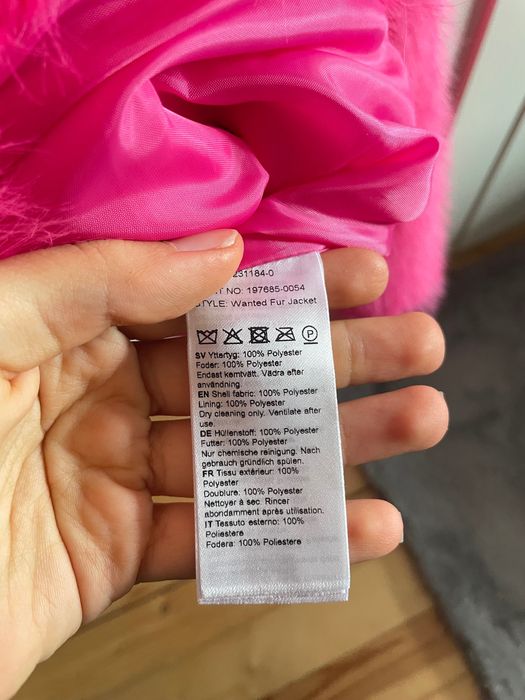 231184-0
NO: 197685-0054
STYLE: Wanted Fur Jacket
P
SV Yttertyg: 100% Polyester
Foder: 100% Polyester
Endast kemtvätt. Vädra efter
användning.
EN Shell fabric: 100% Polyester
Lining: 100% Polyester
Dry cleaning only. Ventilate after
use.
DE Hüllenstoff: 100% Polyester
Futter: 100% Polyester
Nur chemische reinigung. Nach
gebrauch gründlich spülen.
FR Tissu extérieur: 100%
Polyester
Doublure: 100% Polyester
Nettoyer à sec. Rincer
abondamment après utilisation.
IT Tessuto esterno: 100%
Poliestere
Fodera: 100% Poliestere